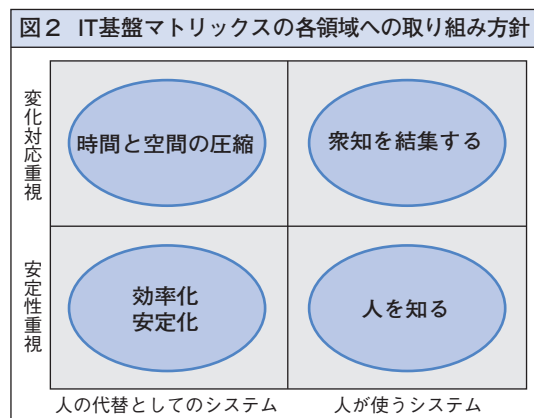 図2 IT基盤マトリックスの各領域への取り組み方針
変化対応重視
時間と空間の圧縮
衆知を結集する
安定性重視
効率化
安定化
人を知る
人の代替としてのシステム
人が使うシステム